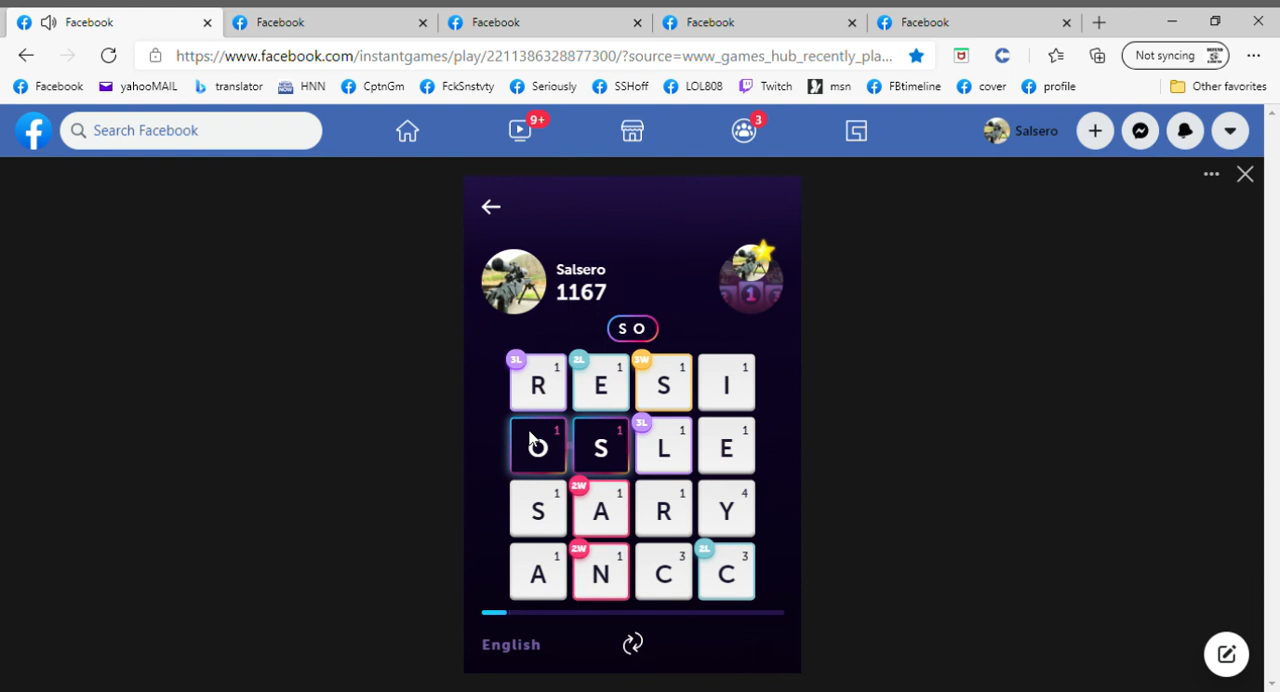 Facebook Facebook Facebook Facebook Facebook
https://www.facebook.com/instantgames/play/2211386328877300/?source=www_games_hub_recently_pla... Not syncing
Facebook yahooMAIL translator HNN CptnGm FckSnstvty Seriously SSHoff LOL808 Twitch msn FBtimeline cover profile Other favorites
Search Facebook 9+ 3 Salsero
Salsero
1167
1
S O
3L R 1 2L E 1 3W S 1 I 1
O 1 S 1 3L L 1 E 1
S 1 2W A 1 R 1 Y 4
A 1 2W N 1 C 3 2L C 3
English